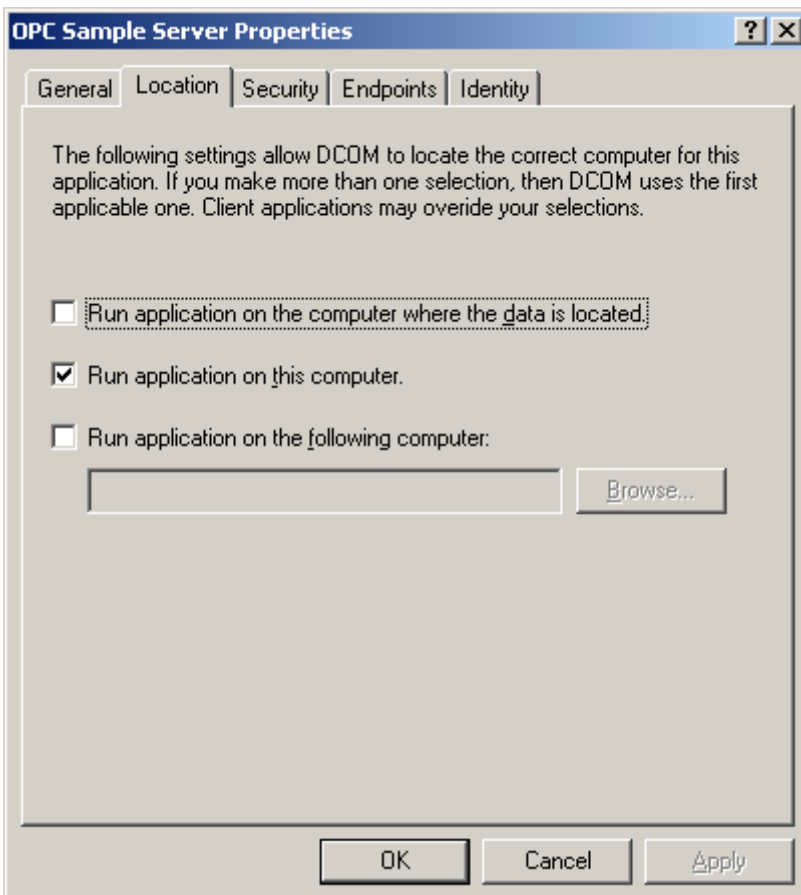 OPC Sample Server Properties
General Location Security Endpoints Identity
The following settings allow DCOM to locate the correct computer for this
application. If you make more than one selection, then DCOM uses the first
applicable one. Client applications may overide your selections.
Run application on the computer where the data is located.
Run application on this computer.
Run application on the following computer:
Browse...
OK Cancel Apply